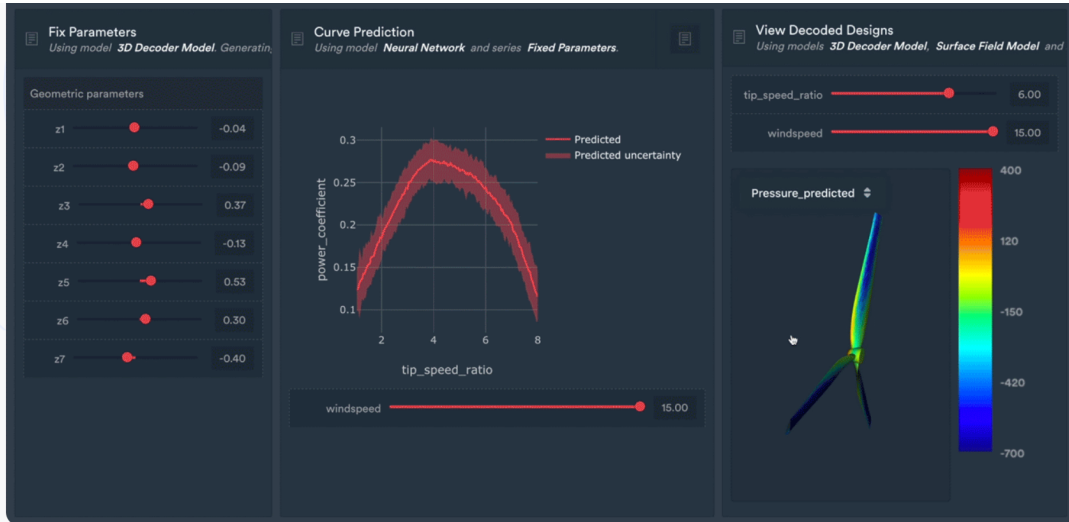 Fix Parameters
Using model 3D Decoder Model. Generating
Geometric parameters
z1 -0.04
z2 -0.09
z3 0.37
z4 -0.13
z5 0.53
z6 0.30
z7 -0.40
Curve Prediction
Using model Neural Network and series Fixed Parameters.
Predicted
Predicted uncertainty
power_coefficient
0.3
0.25
0.2
0.15
0.1
2 4 6 8
tip_speed_ratio
windspeed 15.00
View Decoded Designs
Using models 3D Decoder Model, Surface Field Model and
tip_speed_ratio 6.00
windspeed 15.00
Pressure_predicted
400
120
-150
-420
-700